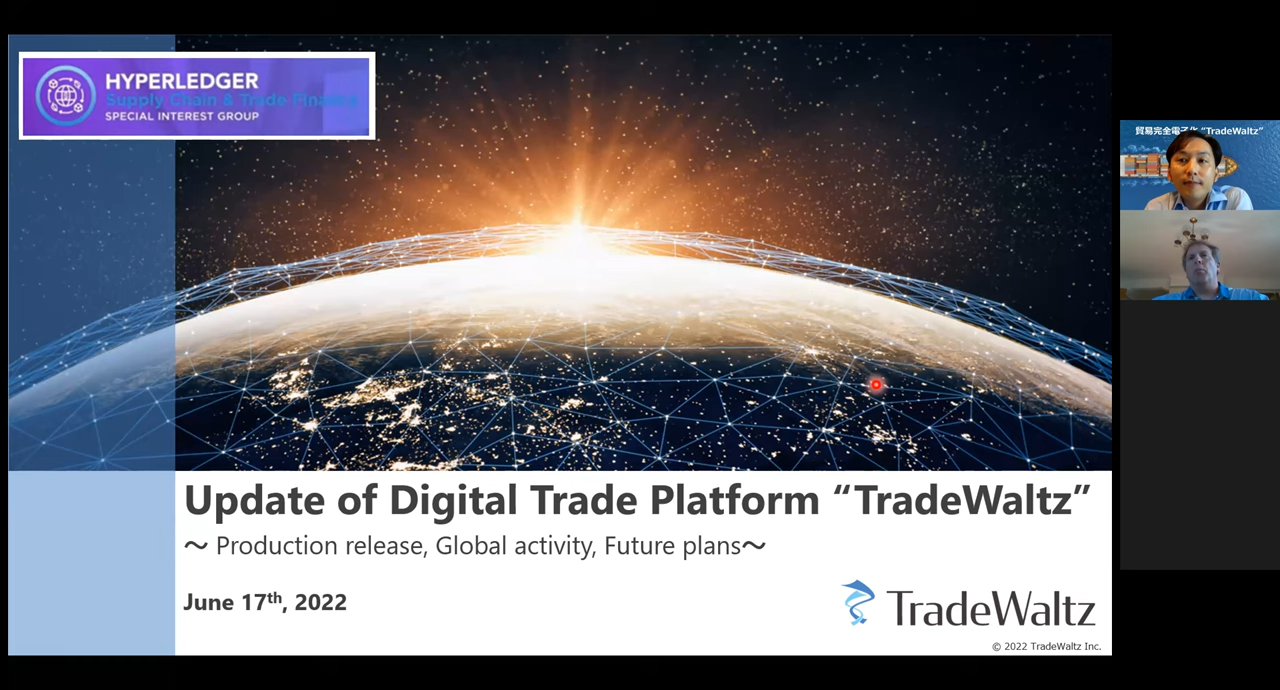 HYPERLEDGER
Supply Chain & Trade Finance
SPECIAL INTEREST GROUP
貿易完全電子化 “TradeWaltz”
Update of Digital Trade Platform “TradeWaltz”
～ Production release, Global activity, Future plans～
June 17th, 2022
TradeWaltz
© 2022 TradeWaltz Inc.